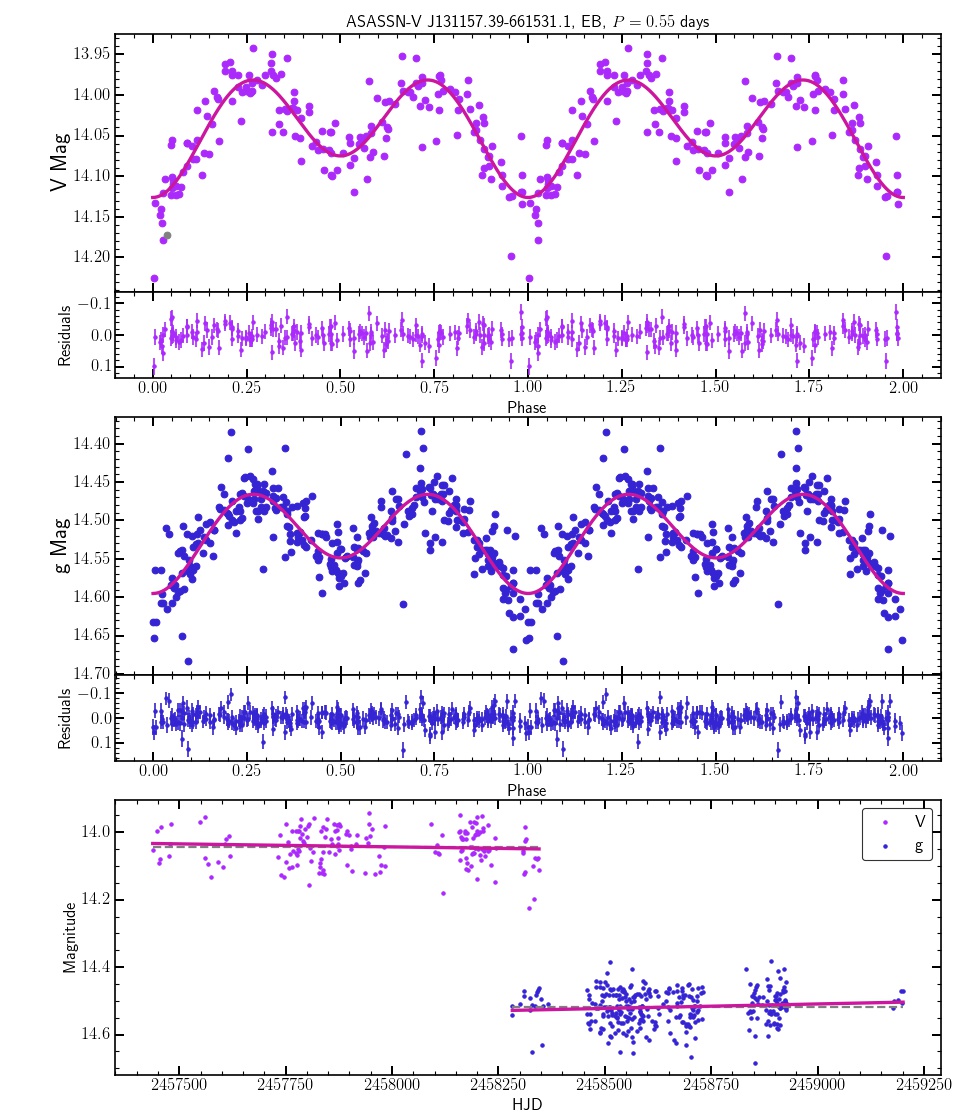 ASASSN-V J131157.39-661531.1, EB, P = 0.55 days
V Mag
13.95
14.00
14.05
14.10
14.15
14.20
Residuals
−0.1
0.0
0.1
0.00 0.25 0.50 0.75 1.00 1.25 1.50 1.75 2.00
Phase
g Mag
14.40
14.45
14.50
14.55
14.60
14.65
14.70
Residuals
−0.1
0.0
0.1
0.00 0.25 0.50 0.75 1.00 1.25 1.50 1.75 2.00
Phase
Magnitude
14.0
14.2
14.4
14.6
V
g
2457500 2457750 2458000 2458250 2458500 2458750 2459000 2459250
HJD